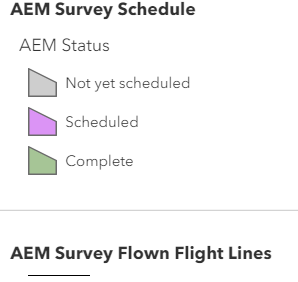 AEM Survey Schedule
AEM Status
Not yet scheduled
Scheduled
Complete
AEM Survey Flown Flight Lines